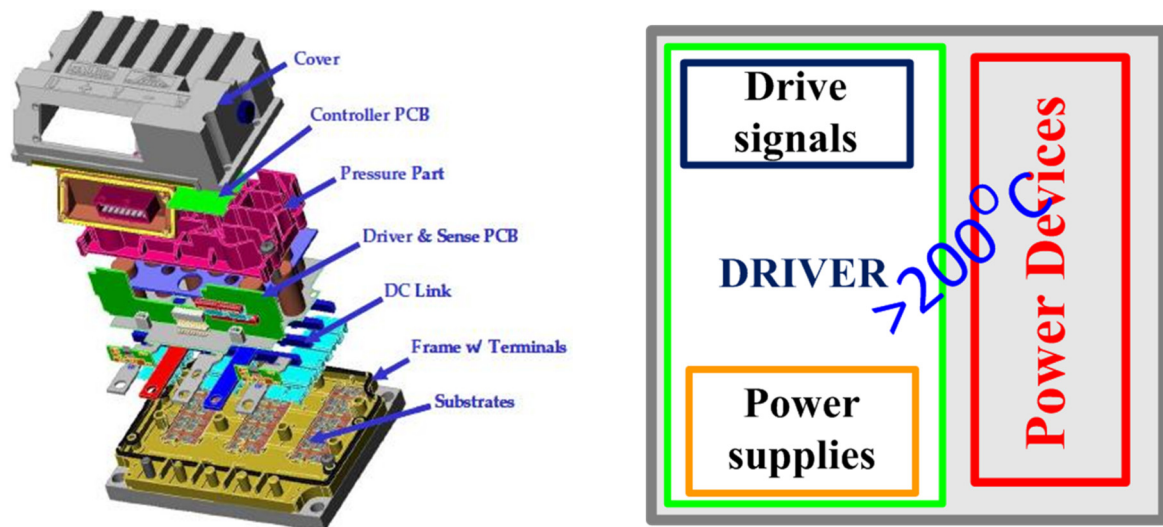 Cover
Controller PCB
Pressure Part
Driver & Sense PCB
DC Link
Frame w/ Terminals
Substrates
Drive
signals
DRIVER
Power
supplies
>200°C
Power Devices